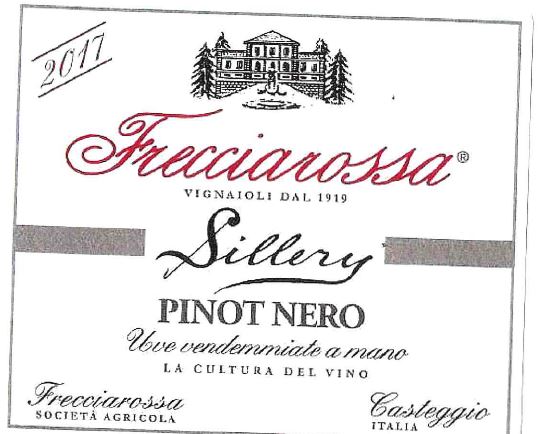 2017
Frecciarossa®
VIGNAIOLI DAL 1919
Sillery
PINOT NERO
Uve vendemmiate a mano
LA CULTURA DEL VINO
Frecciarossa
SOCIETÀ AGRICOLA
Casteggio
ITALIA